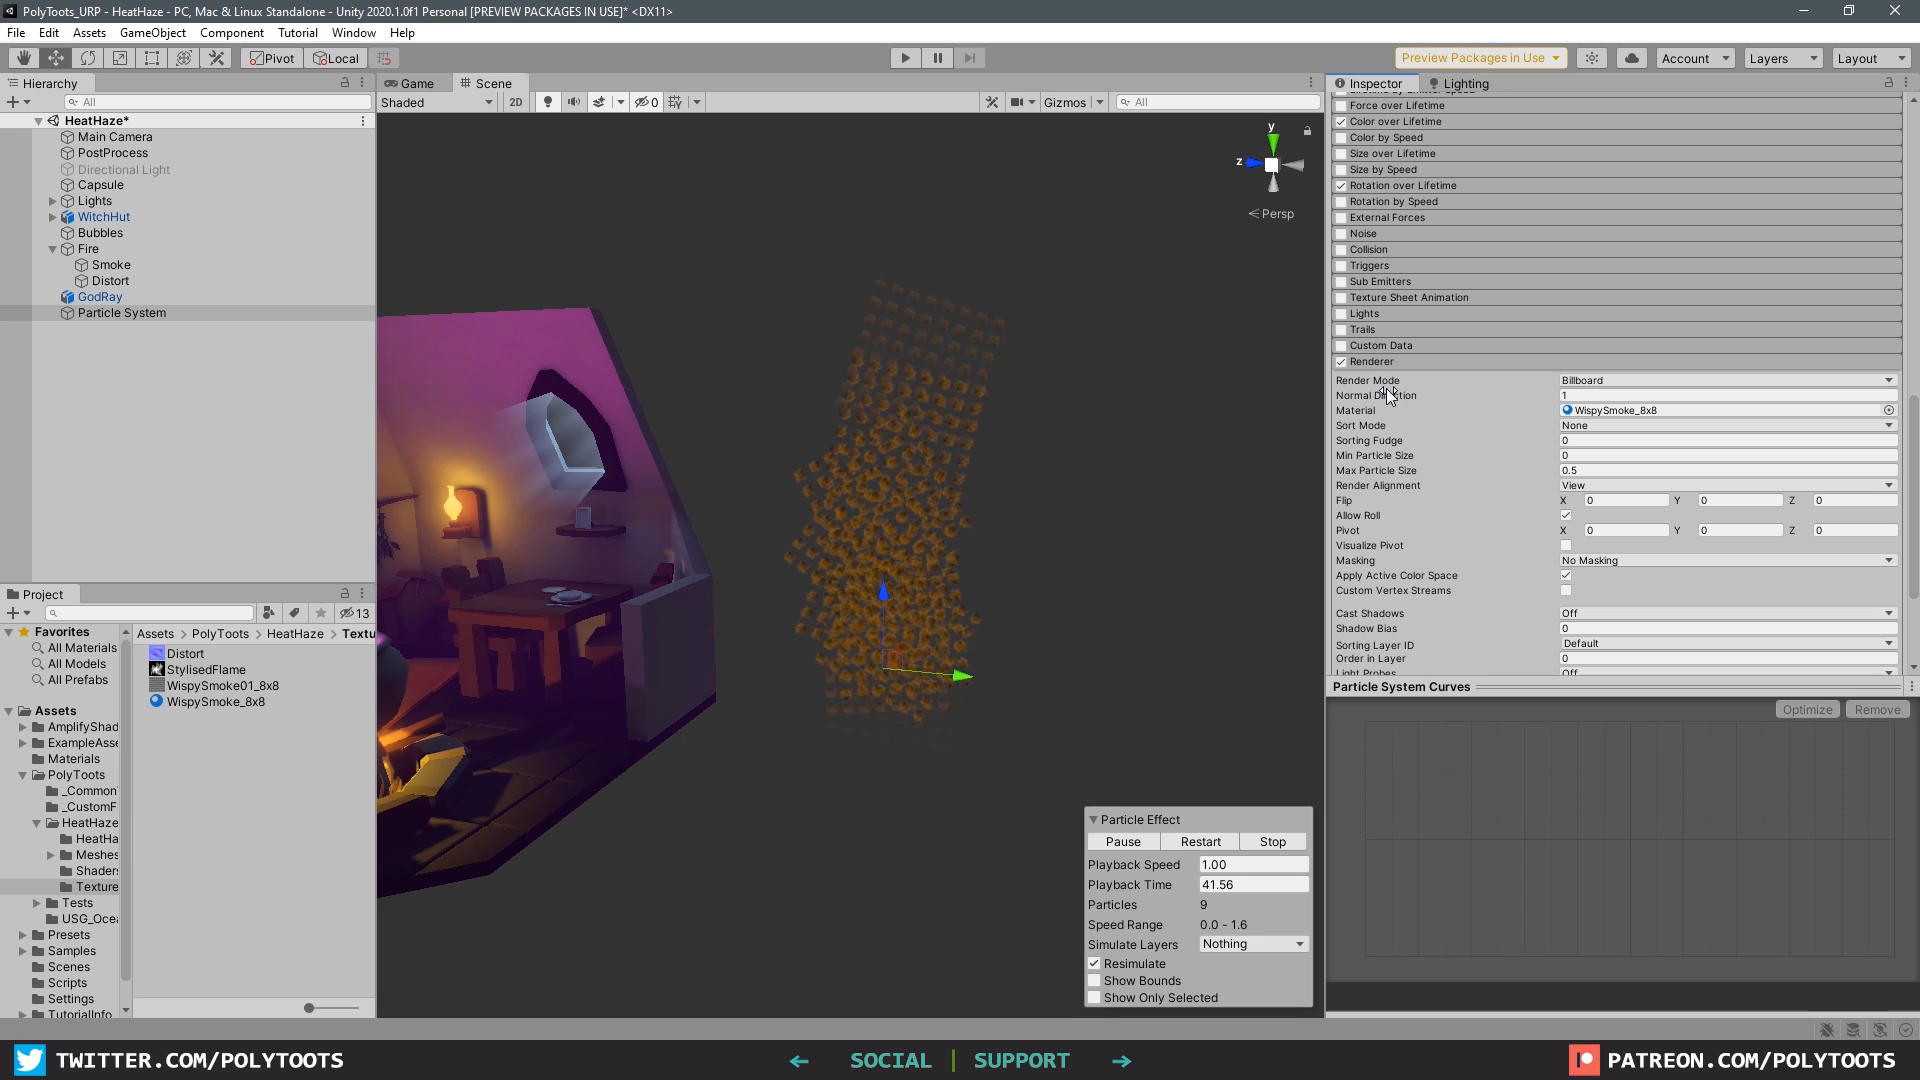 PolyToots_URP - HeatHaze - PC, Mac & Linux Standalone - Unity 2020.1.0f1 Personal [PREVIEW PACKAGES IN USE]* <DX11>
File Edit Assets GameObject Component Tutorial Window Help
Pivot Local Preview Packages in Use Account Layers Layout
Hierarchy
All
HeatHaze*
Main Camera
PostProcess
Directional Light
Capsule
Lights
WitchHut
Bubbles
Fire
Smoke
Distort
GodRay
Particle System
Game Scene
Shaded 2D 0 Gizmos All
y
z
Persp
Particle Effect
Pause Restart Stop
Playback Speed 1.00
Playback Time 41.56
Particles 9
Speed Range 0.0 - 1.6
Simulate Layers Nothing
Resimulate
Show Bounds
Show Only Selected
Project
13
Favorites
All Materials
All Models
All Prefabs
Assets
AmplifyShad
ExampleAsse
Materials
PolyToots
_Common
_CustomF
HeatHaze
HeatHa
Meshes
Shader
Texture
Tests
USG_Ocea
Presets
Samples
Scenes
Scripts
Settings
TutorialInfo
Assets > PolyToots > HeatHaze > Textu
Distort
StylisedFlame
WispySmoke01_8x8
WispySmoke_8x8
Inspector Lighting
Force over Lifetime
Color over Lifetime
Color by Speed
Size over Lifetime
Size by Speed
Rotation over Lifetime
Rotation by Speed
External Forces
Noise
Collision
Triggers
Sub Emitters
Texture Sheet Animation
Lights
Trails
Custom Data
Renderer
Render Mode Billboard
Normal Direction 1
Material WispySmoke_8x8
Sort Mode None
Sorting Fudge 0
Min Particle Size 0
Max Particle Size 0.5
Render Alignment View
Flip X 0 Y 0 Z 0
Allow Roll
Pivot X 0 Y 0 Z 0
Visualize Pivot
Masking No Masking
Apply Active Color Space
Custom Vertex Streams
Cast Shadows Off
Shadow Bias 0
Sorting Layer ID Default
Order in Layer 0
Light Probes Off
Particle System Curves
Optimize Remove
TWITTER.COM/POLYTOOTS
SOCIAL | SUPPORT
PATREON.COM/POLYTOOTS